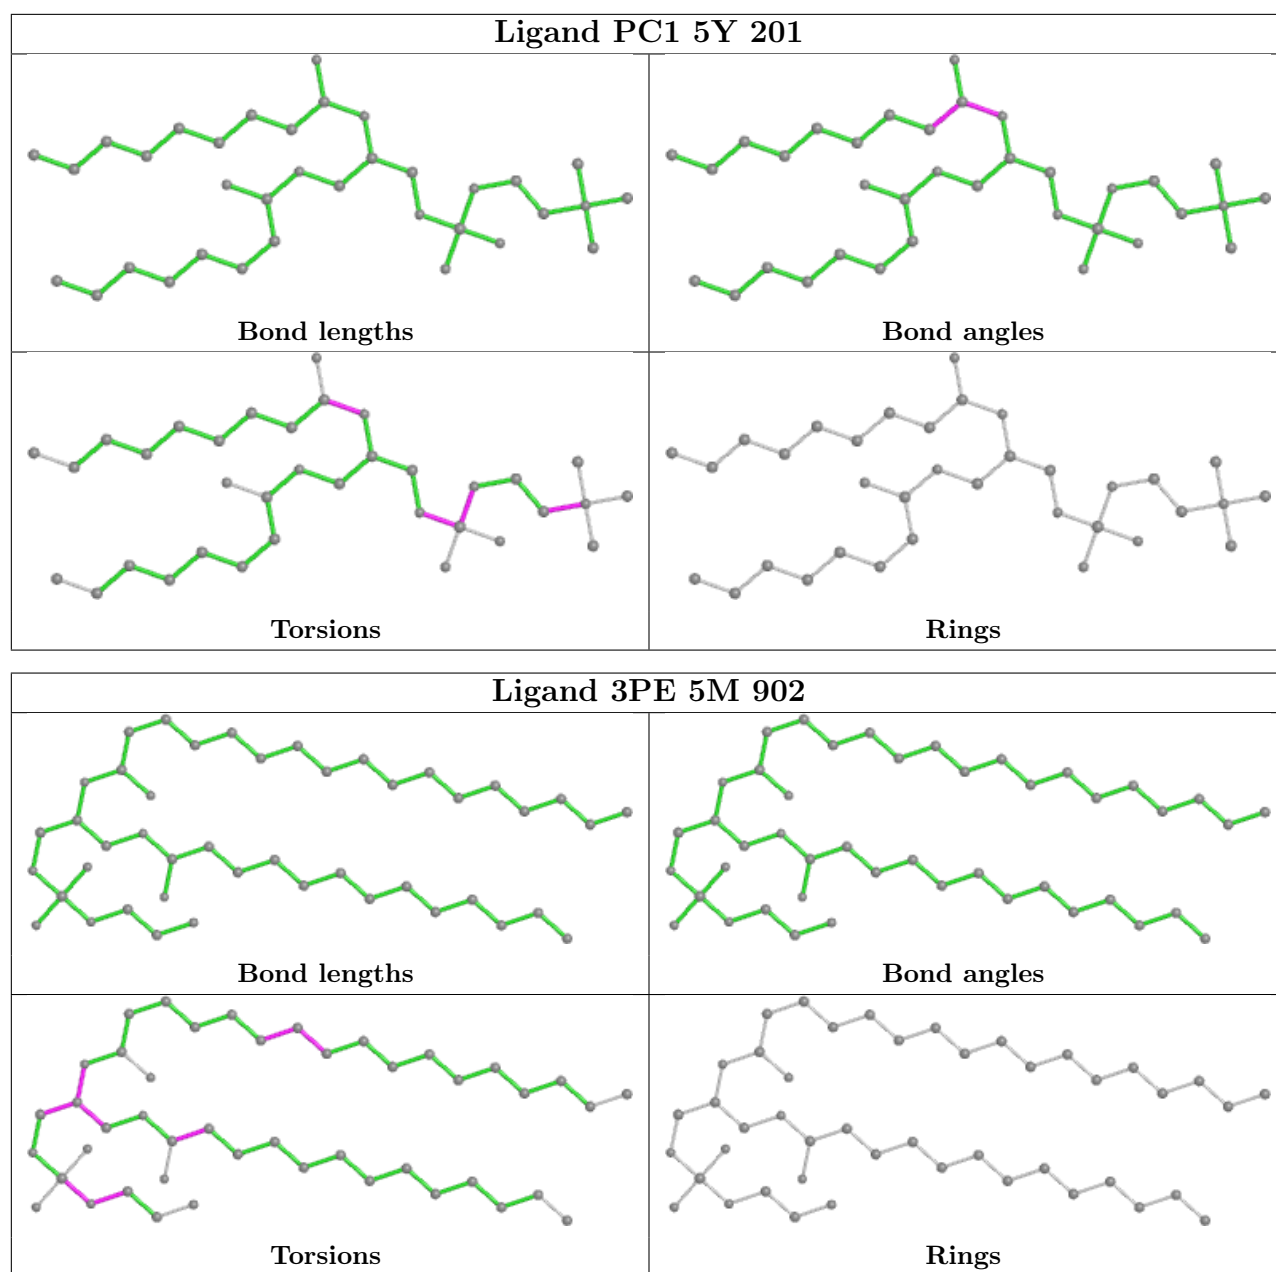 Ligand PC1 5Y 201
Bond lengths
Bond angles
Torsions
Rings
Ligand 3PE 5M 902
Bond lengths
Bond angles
Torsions
Rings